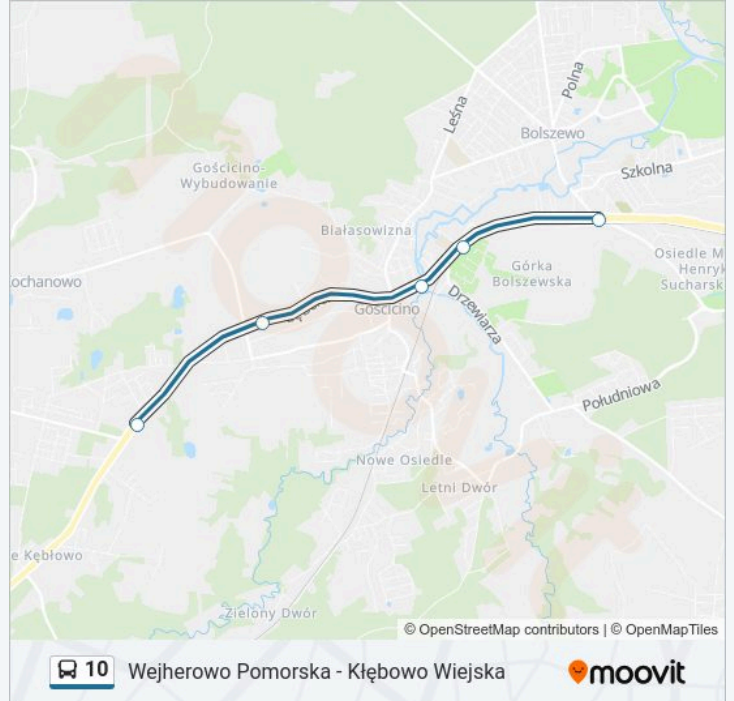 Polna
Leśna
Bolszewo
Gościcino-
Wybudowanie
Szkolna
Białasowizna
Osiedle M
Henryk
Sucharsk
Górka
Bolszewska
ochanowo
Drzewiarza
Gościcino
Południowa
Nowe Osiedle
Letni Dwór
e Kębłowo
Zielony Dwór
© OpenStreetMap contributors | © OpenMapTiles
10 Wejherowo Pomorska - Kłębowo Wiejska moovit